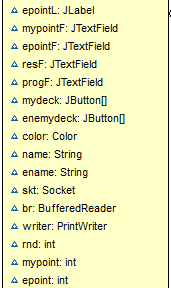 epointL: JLabel
mypointF: JTextField
epointF: JTextField
resF: JTextField
progF: JTextField
mydeck: JButton[]
enemydeck: JButton[]
color: Color
name: String
ename: String
skt: Socket
br: BufferedReader
writer: PrintWriter
rnd: int
mypoint: int
epoint: int